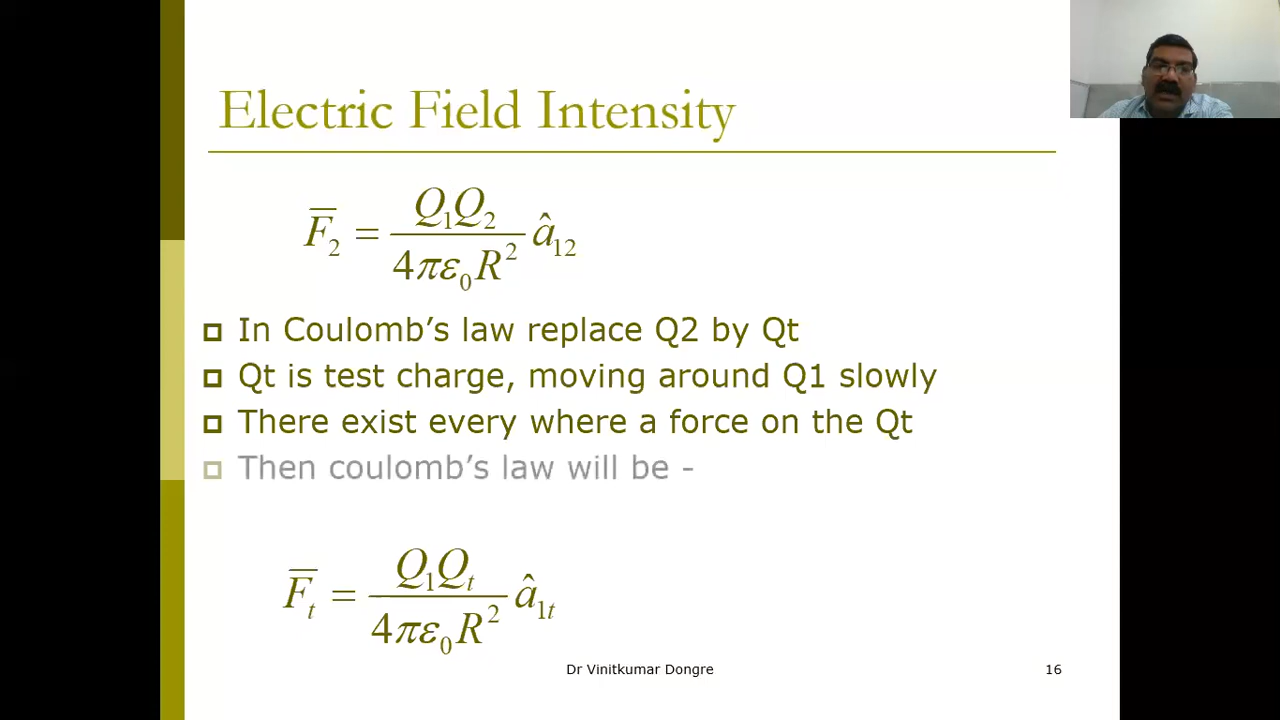 Electric Field Intensity
F̅₂ = Q₁Q₂ / 4πε₀R² â₁₂
In Coulomb’s law replace Q2 by Qt
Qt is test charge, moving around Q1 slowly
There exist every where a force on the Qt
Then coulomb’s law will be -
F̅ₜ = Q₁Qₜ / 4πε₀R² â₁ₜ
Dr Vinitkumar Dongre 16